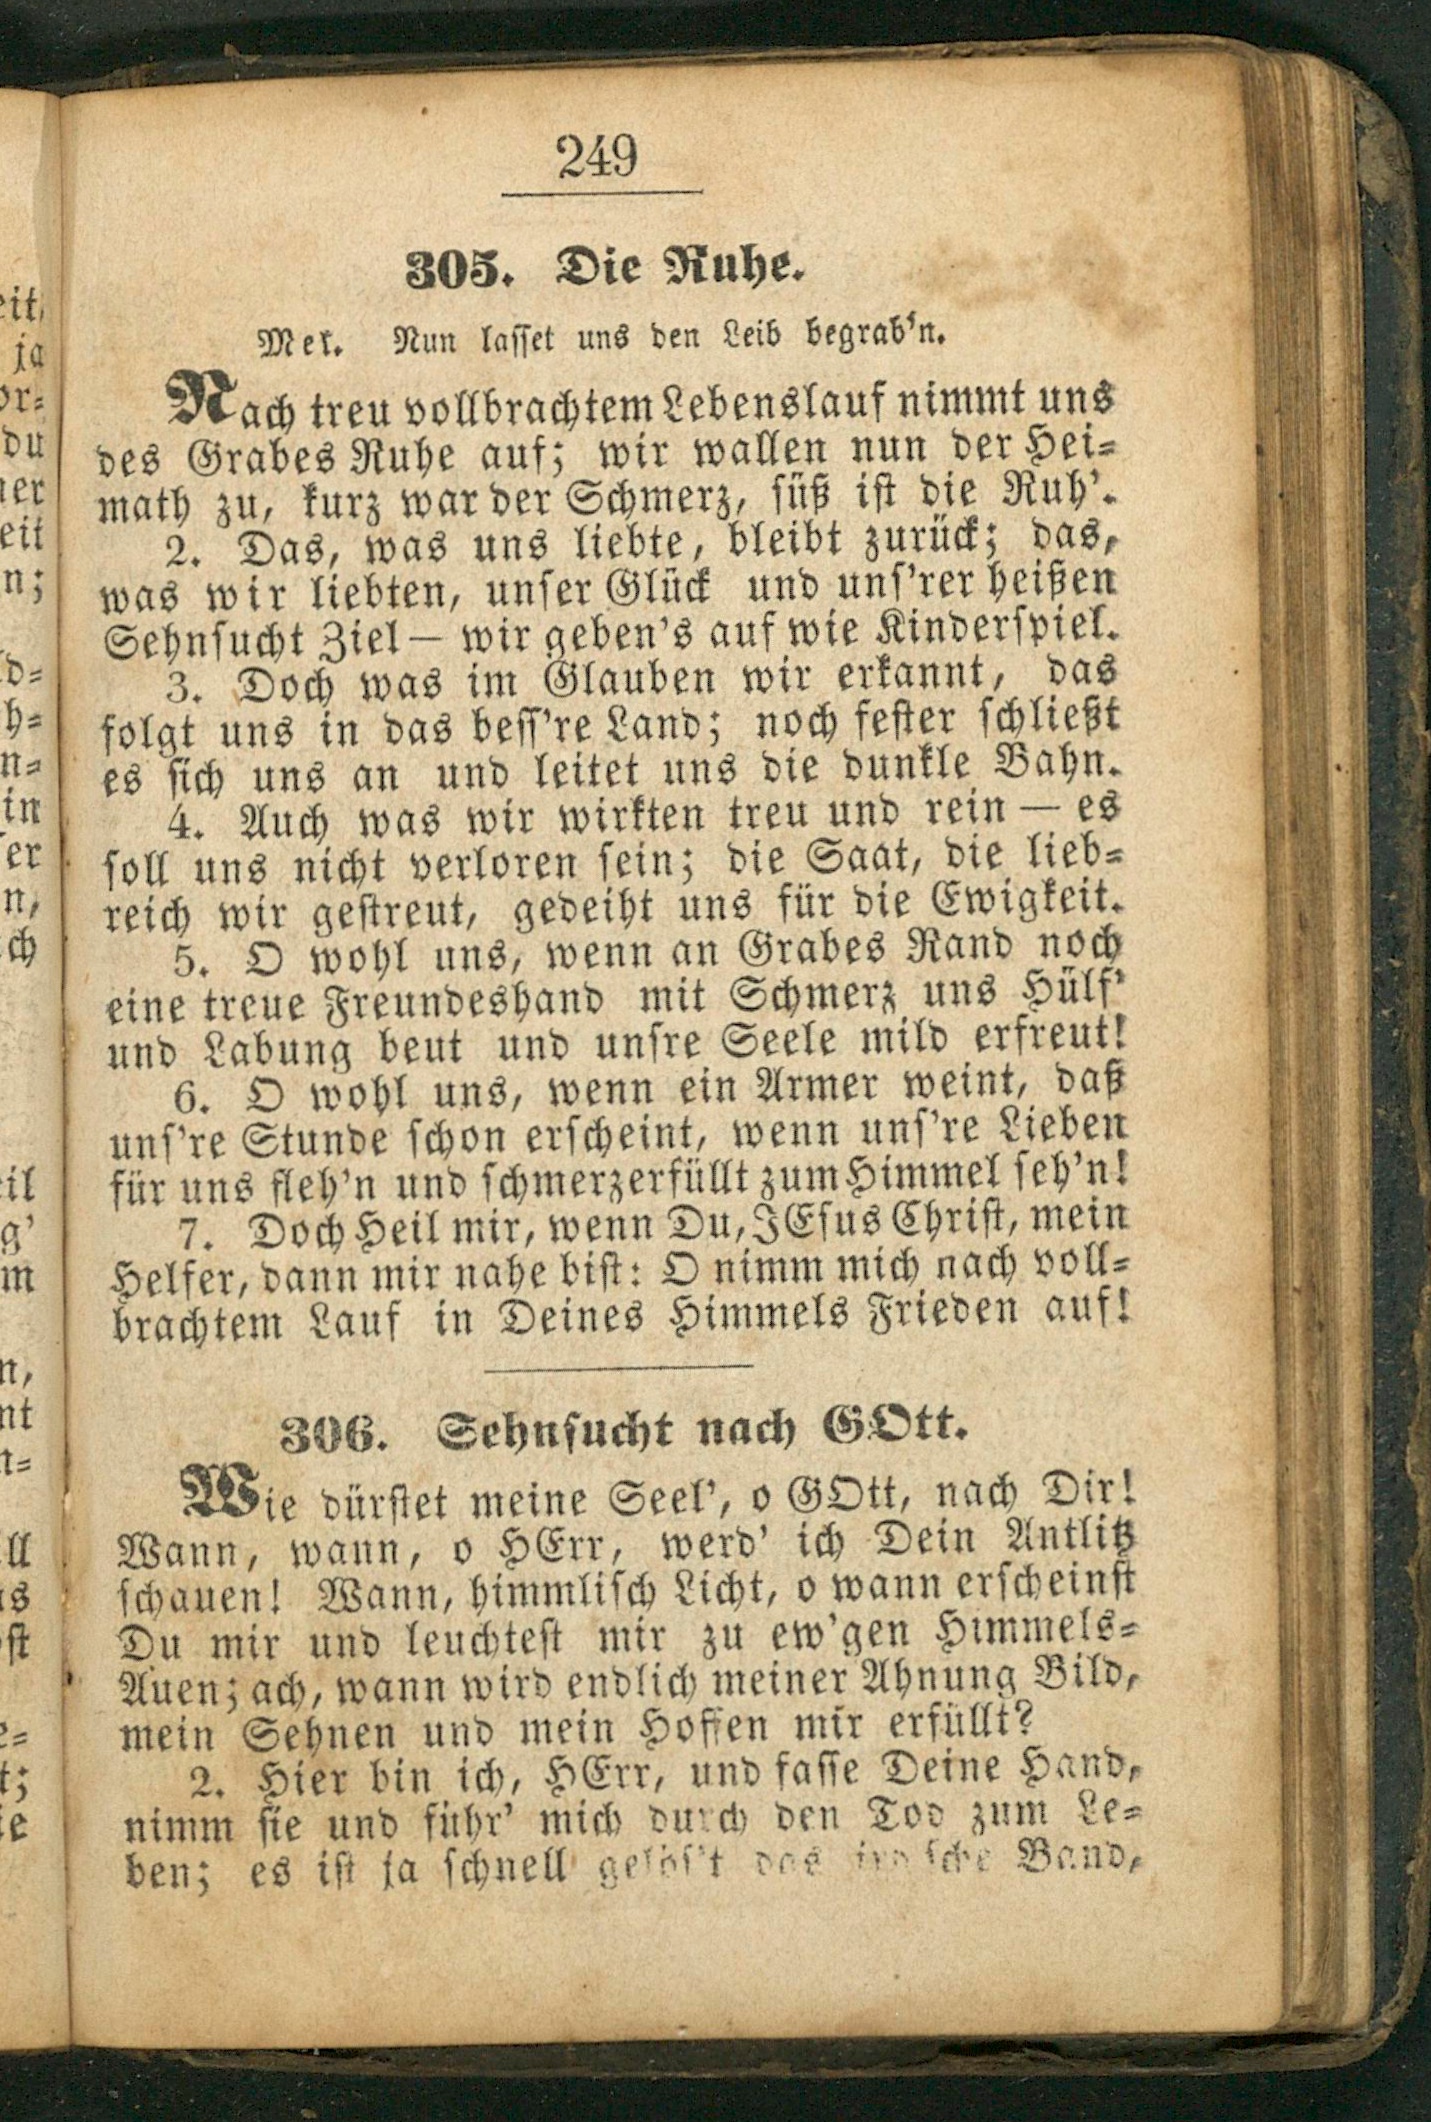 249
305. Die Ruhe.
Mel. Nun lasset uns den Leib begrab'n.
Nach treu vollbrachtem Lebenslauf nimmt uns
des Grabes Ruhe auf; wir wallen nun der Hei-
math zu, kurz war der Schmerz, süß ist die Ruh'.
2. Das, was uns liebte, bleibt zurück; das,
was wir liebten, unser Glück und uns'rer heißen
Sehnsucht Ziel — wir geben's auf wie Kinderspiel.
3. Doch was im Glauben wir erkannt, das
folgt uns in das bess're Land; noch fester schließt
es sich uns an und leitet uns die dunkle Bahn.
4. Auch was wir wirkten treu und rein — es
soll uns nicht verloren sein; die Saat, die lieb-
reich wir gestreut, gedeiht uns für die Ewigkeit.
5. O wohl uns, wenn an Grabes Rand noch
eine treue Freundeshand mit Schmerz uns Hülf'
und Labung beut und unsre Seele mild erfreut!
6. O wohl uns, wenn ein Armer weint, daß
uns're Stunde schon erscheint, wenn uns're Lieben
für uns fleh'n und schmerzerfüllt zum Himmel seh'n!
7. Doch Heil mir, wenn Du, JEsus Christ, mein
Helfer, dann mir nahe bist: O nimm mich nach voll-
brachtem Lauf in Deines Himmels Frieden auf!
306. Sehnsucht nach GOtt.
Wie dürstet meine Seel', o GOtt, nach Dir!
Wann, wann, o HErr, werd' ich Dein Antlitz
schauen! Wann, himmlisch Licht, o wann erscheinst
Du mir und leuchtest mir zu ew'gen Himmels-
Auen; ach, wann wird endlich meiner Ahnung Bild,
mein Sehnen und mein Hoffen mir erfüllt?
2. Hier bin ich, HErr, und fasse Deine Hand,
nimm sie und führ' mich durch den Tod zum Le-
ben; es ist ja schnell gelös't das ird'sche Band,